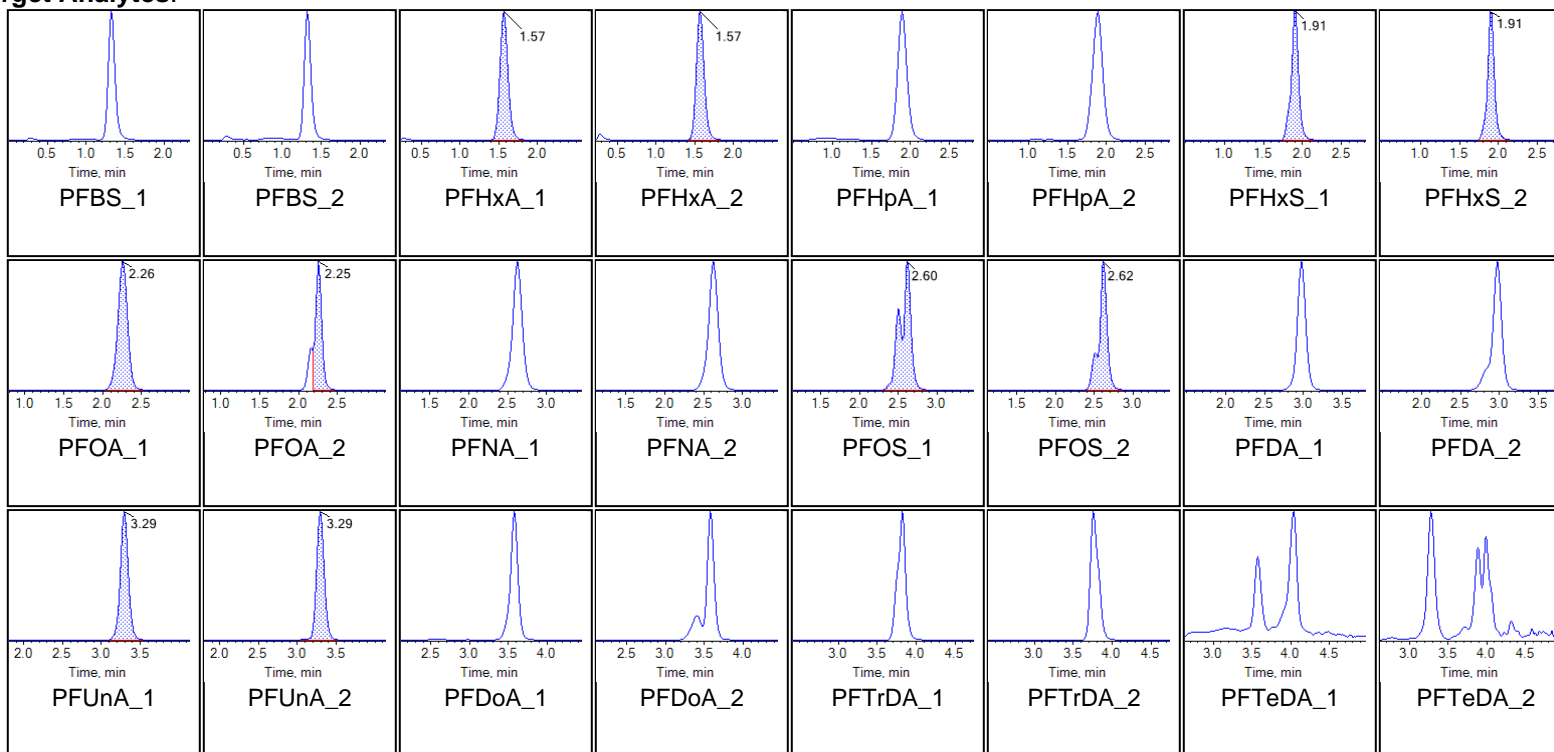 rget Analytes:
1.57 1.57 1.91 1.91
0.5 1.0 1.5 2.0 0.5 1.0 1.5 2.0 0.5 1.0 1.5 2.0 0.5 1.0 1.5 2.0 1.0 1.5 2.0 2.5 1.0 1.5 2.0 2.5 1.0 1.5 2.0 2.5 1.0 1.5 2.0 2.5
Time, min Time, min Time, min Time, min Time, min Time, min Time, min Time, min
PFBS_1 PFBS_2 PFHxA_1 PFHxA_2 PFHpA_1 PFHpA_2 PFHxS_1 PFHxS_2
2.26 2.25 2.60 2.62
1.0 1.5 2.0 2.5 1.0 1.5 2.0 2.5 1.5 2.0 2.5 3.0 1.5 2.0 2.5 3.0 1.5 2.0 2.5 3.0 1.5 2.0 2.5 3.0 2.0 2.5 3.0 3.5 2.0 2.5 3.0 3.5
Time, min Time, min Time, min Time, min Time, min Time, min Time, min Time, min
PFOA_1 PFOA_2 PFNA_1 PFNA_2 PFOS_1 PFOS_2 PFDA_1 PFDA_2
3.29 3.29
2.0 2.5 3.0 3.5 2.0 2.5 3.0 3.5 2.5 3.0 3.5 4.0 2.5 3.0 3.5 4.0 3.0 3.5 4.0 4.5 3.0 3.5 4.0 4.5 3.0 3.5 4.0 4.5 3.0 3.5 4.0 4.5
Time, min Time, min Time, min Time, min Time, min Time, min Time, min Time, min
PFUnA_1 PFUnA_2 PFDoA_1 PFDoA_2 PFTrDA_1 PFTrDA_2 PFTeDA_1 PFTeDA_2